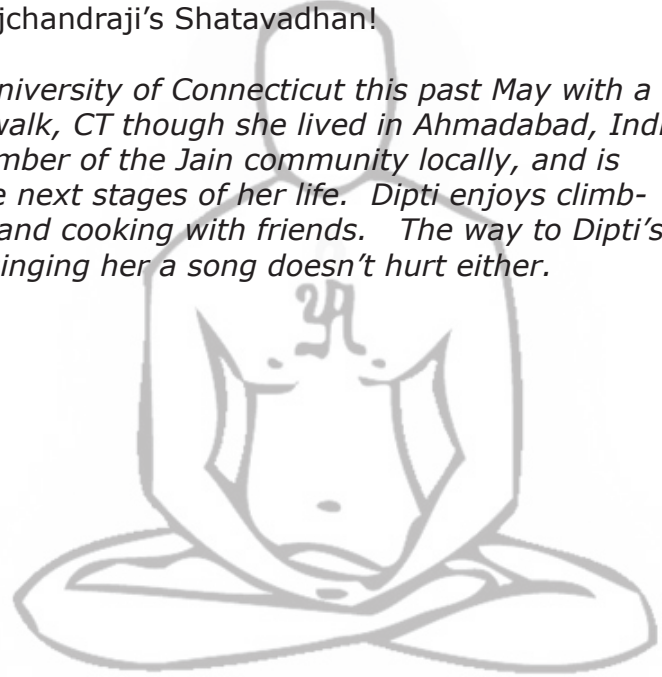 jchandraji’s Shatavadhan!
niversity of Connecticut this past May with a
walk, CT though she lived in Ahmadabad, Indi
mber of the Jain community locally, and is
e next stages of her life. Dipti enjoys climb-
and cooking with friends. The way to Dipti’s
inging her a song doesn’t hurt either.